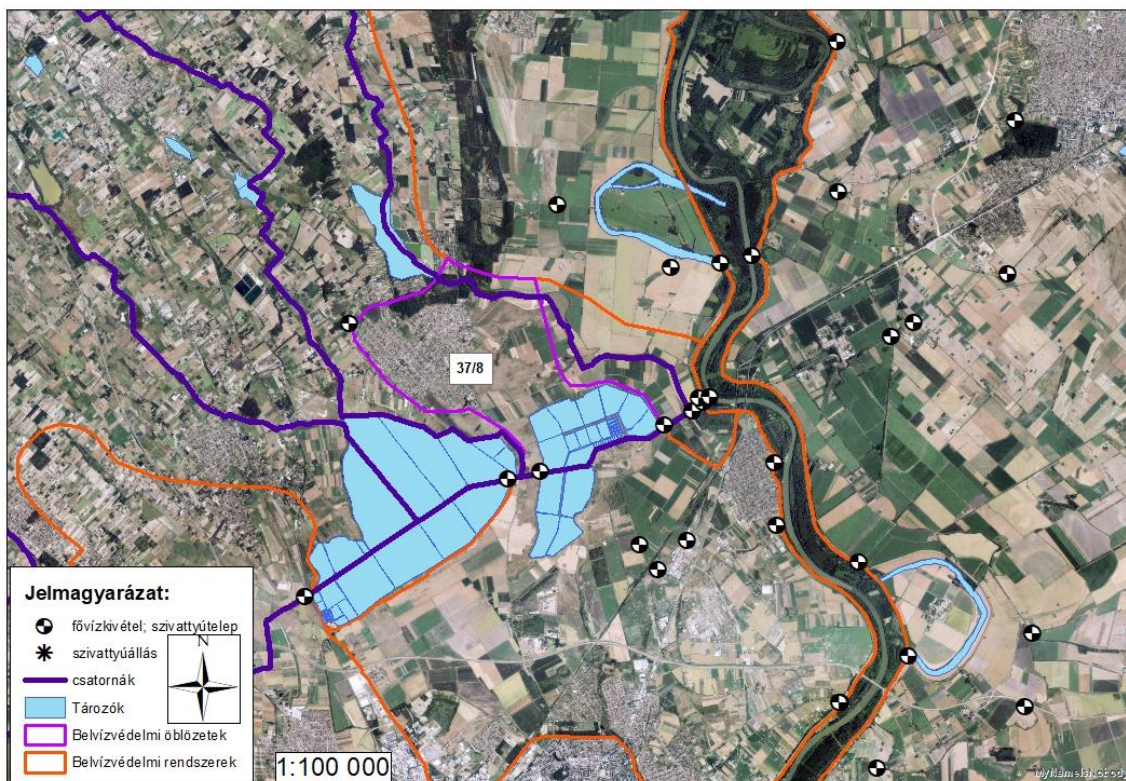 37/8
Jelmagyarázat:
N
fővízkivétel; szivattyútelep
szivattyúállás
csatornák
Tározók
Belvízvédelmi öblözetek
Belvízvédelmi rendszerek
1:100 000